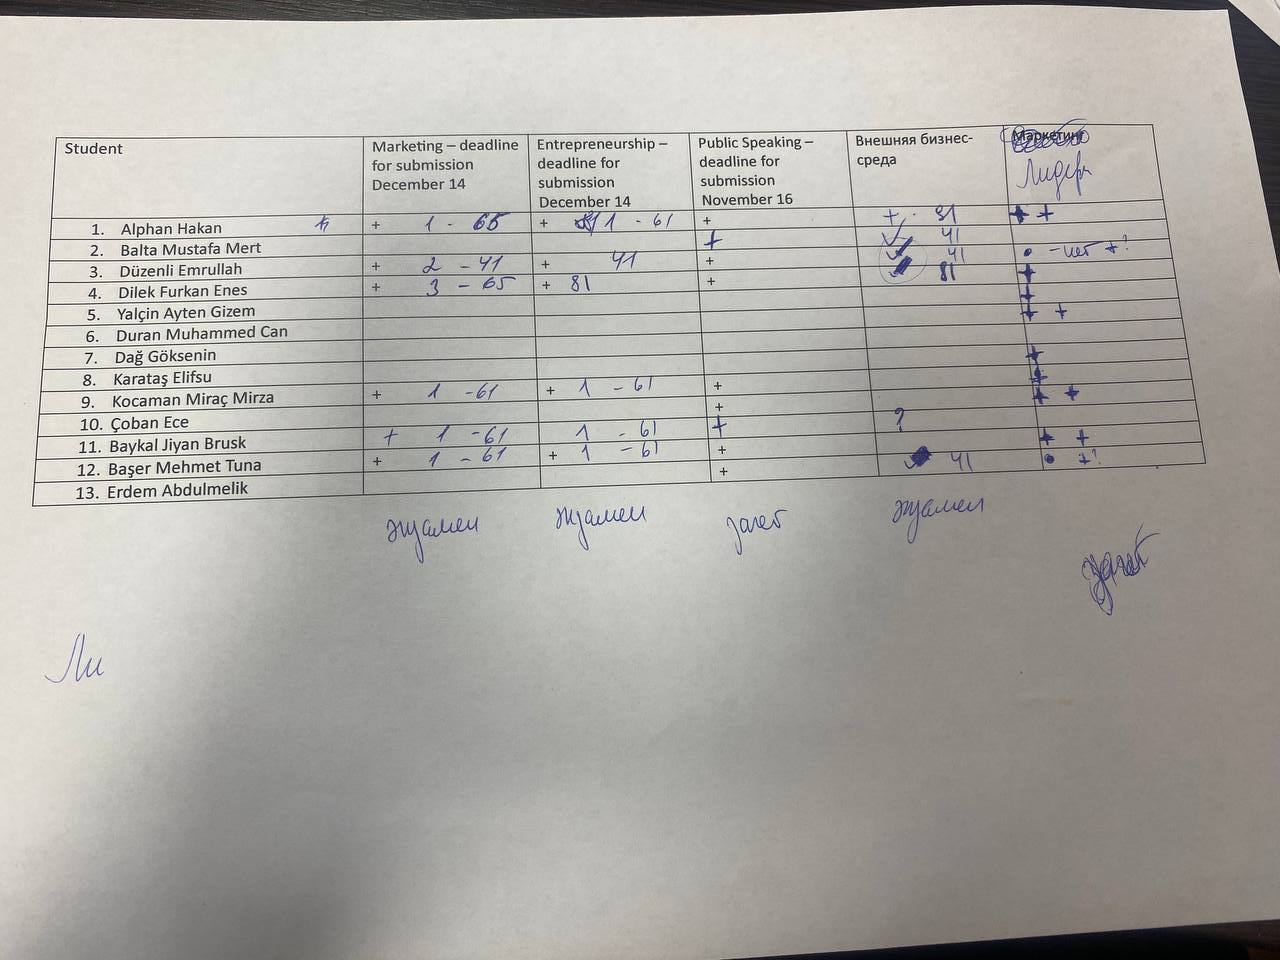 Student
Marketing – deadline
for submission
December 14
Entrepreneurship –
deadline for
submission
December 14
Public Speaking –
deadline for
submission
November 16
Внешняя бизнес-
среда
Маркетинг
Лидер
1. Alphan Hakan + 1 - 65 + 1 - 61 + + 81 + +
2. Balta Mustafa Mert + 41
3. Düzenli Emrullah + 2 - 41 + 41 + 41 - нет +?
4. Dilek Furkan Enes + 3 - 65 + 81 + 81 +
5. Yalçin Ayten Gizem +
6. Duran Muhammed Can + +
7. Dağ Göksenin
8. Karataş Elifsu +
9. Kocaman Miraç Mirza + 1 - 61 + 1 - 61 + +
10. Çoban Ece + + +
11. Baykal Jiyan Brusk + 1 - 61 1 - 61 + ?
12. Başer Mehmet Tuna + 1 - 61 + 1 - 61 + + +
13. Erdem Abdulmelik + 41 +?
экзамен экзамен зачет экзамен
Ли